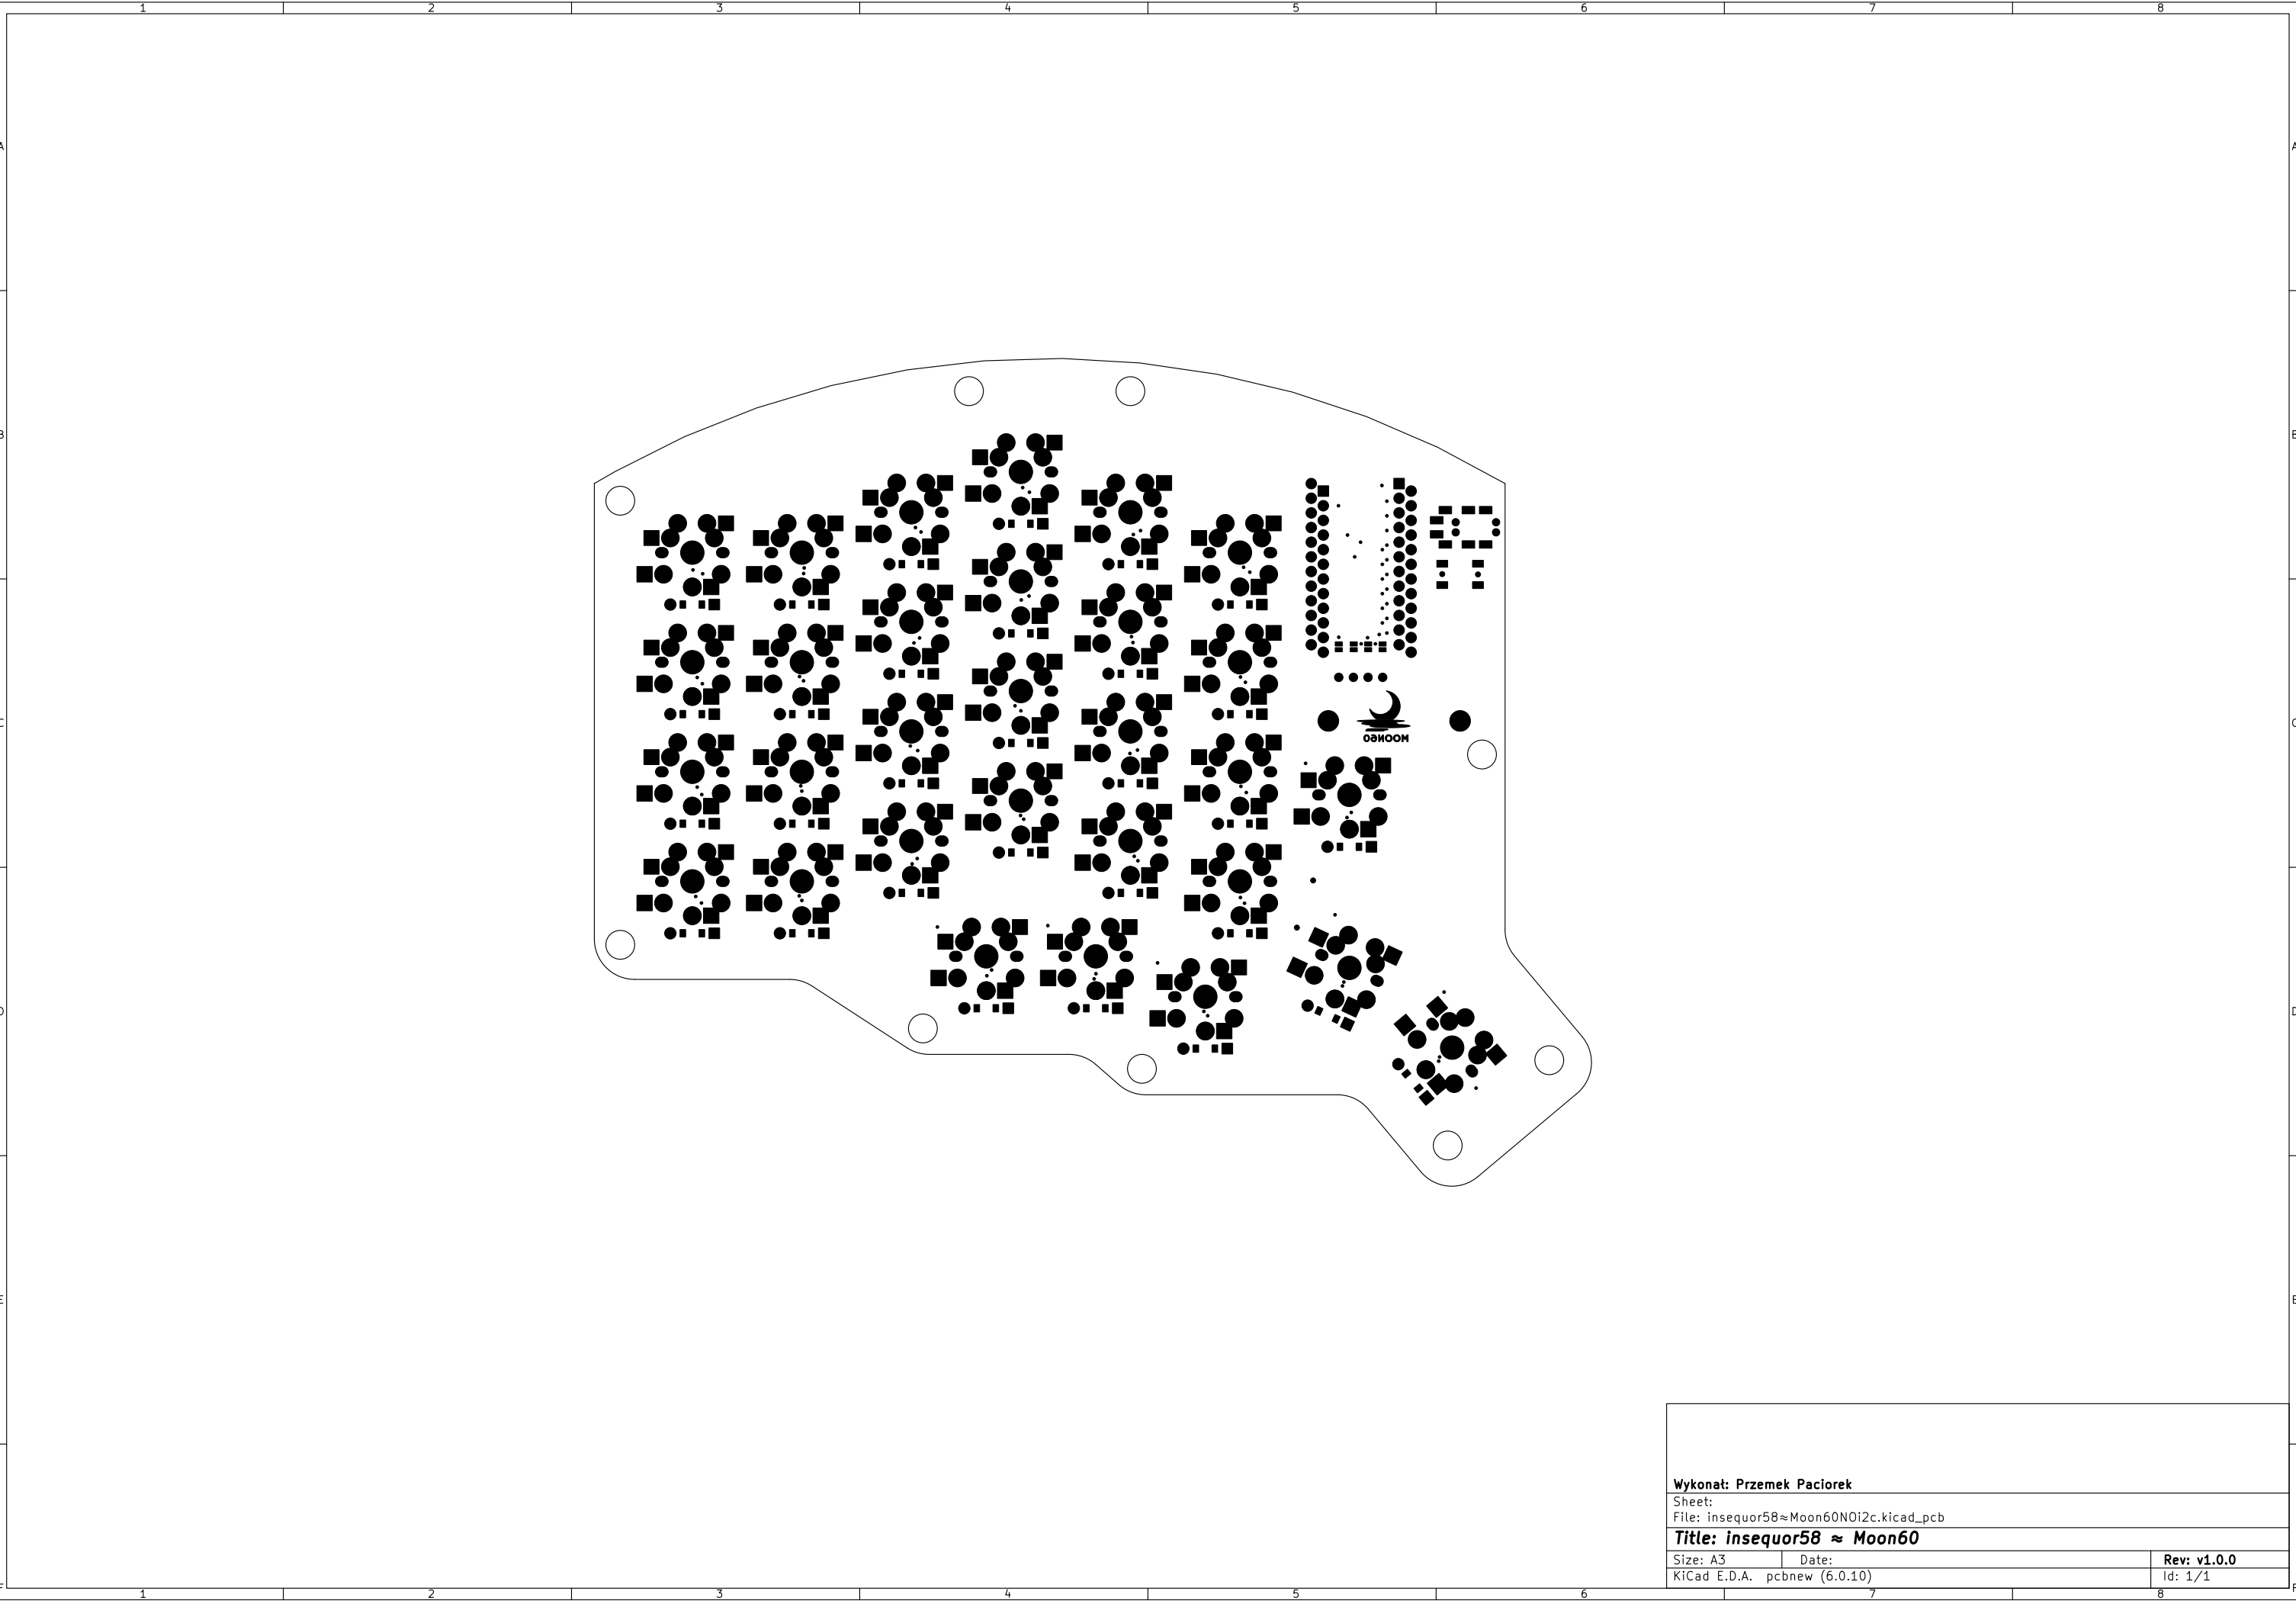 1 2 3 4 5 6 7 8
A A
B B
C C
MOON60
D D
E E
Wykonał: Przemek Paciorek
Sheet:
File: insequor58≈Moon60NOi2c.kicad_pcb
Title: insequor58 ≈ Moon60
Size: A3 Date: Rev: v1.0.0
KiCad E.D.A. pcbnew (6.0.10) Id: 1/1
F F
1 2 3 4 5 6 7 8